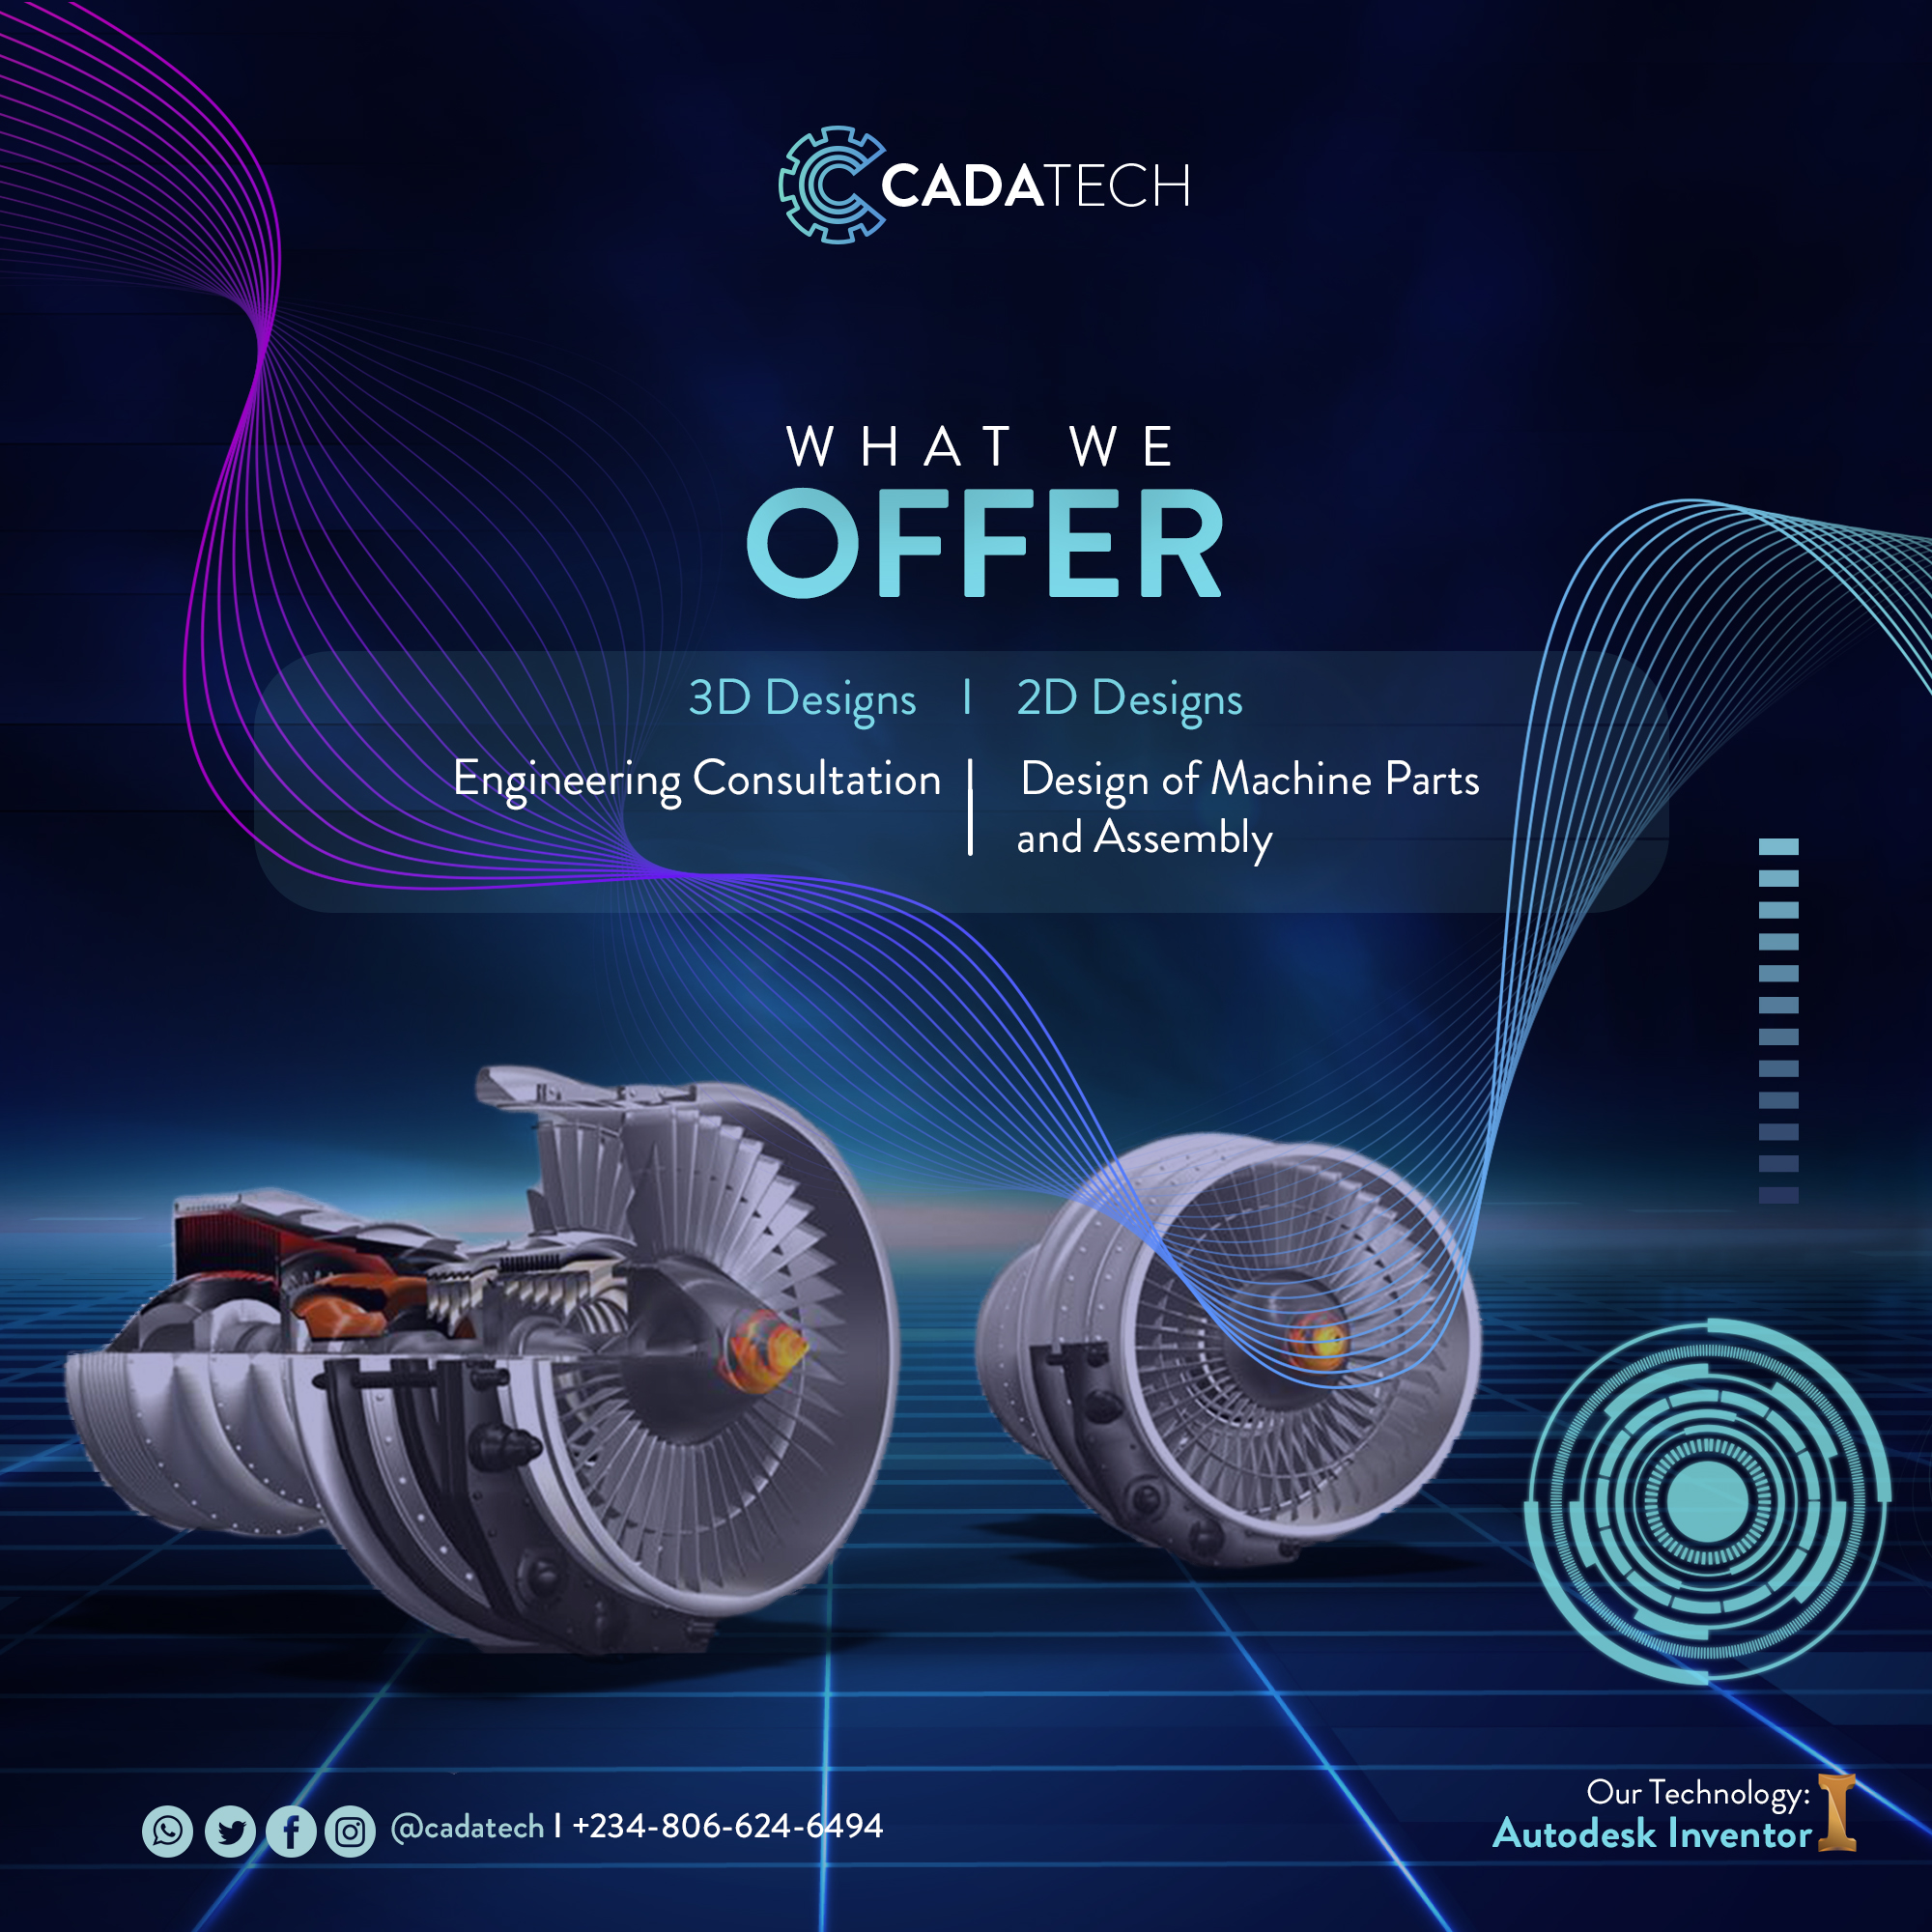 CADATECH
WHAT WE
OFFER
3D Designs | 2D Designs
Engineering Consultation | Design of Machine Parts
and Assembly
@cadatech | +234-806-624-6494
Our Technology:
Autodesk Inventor